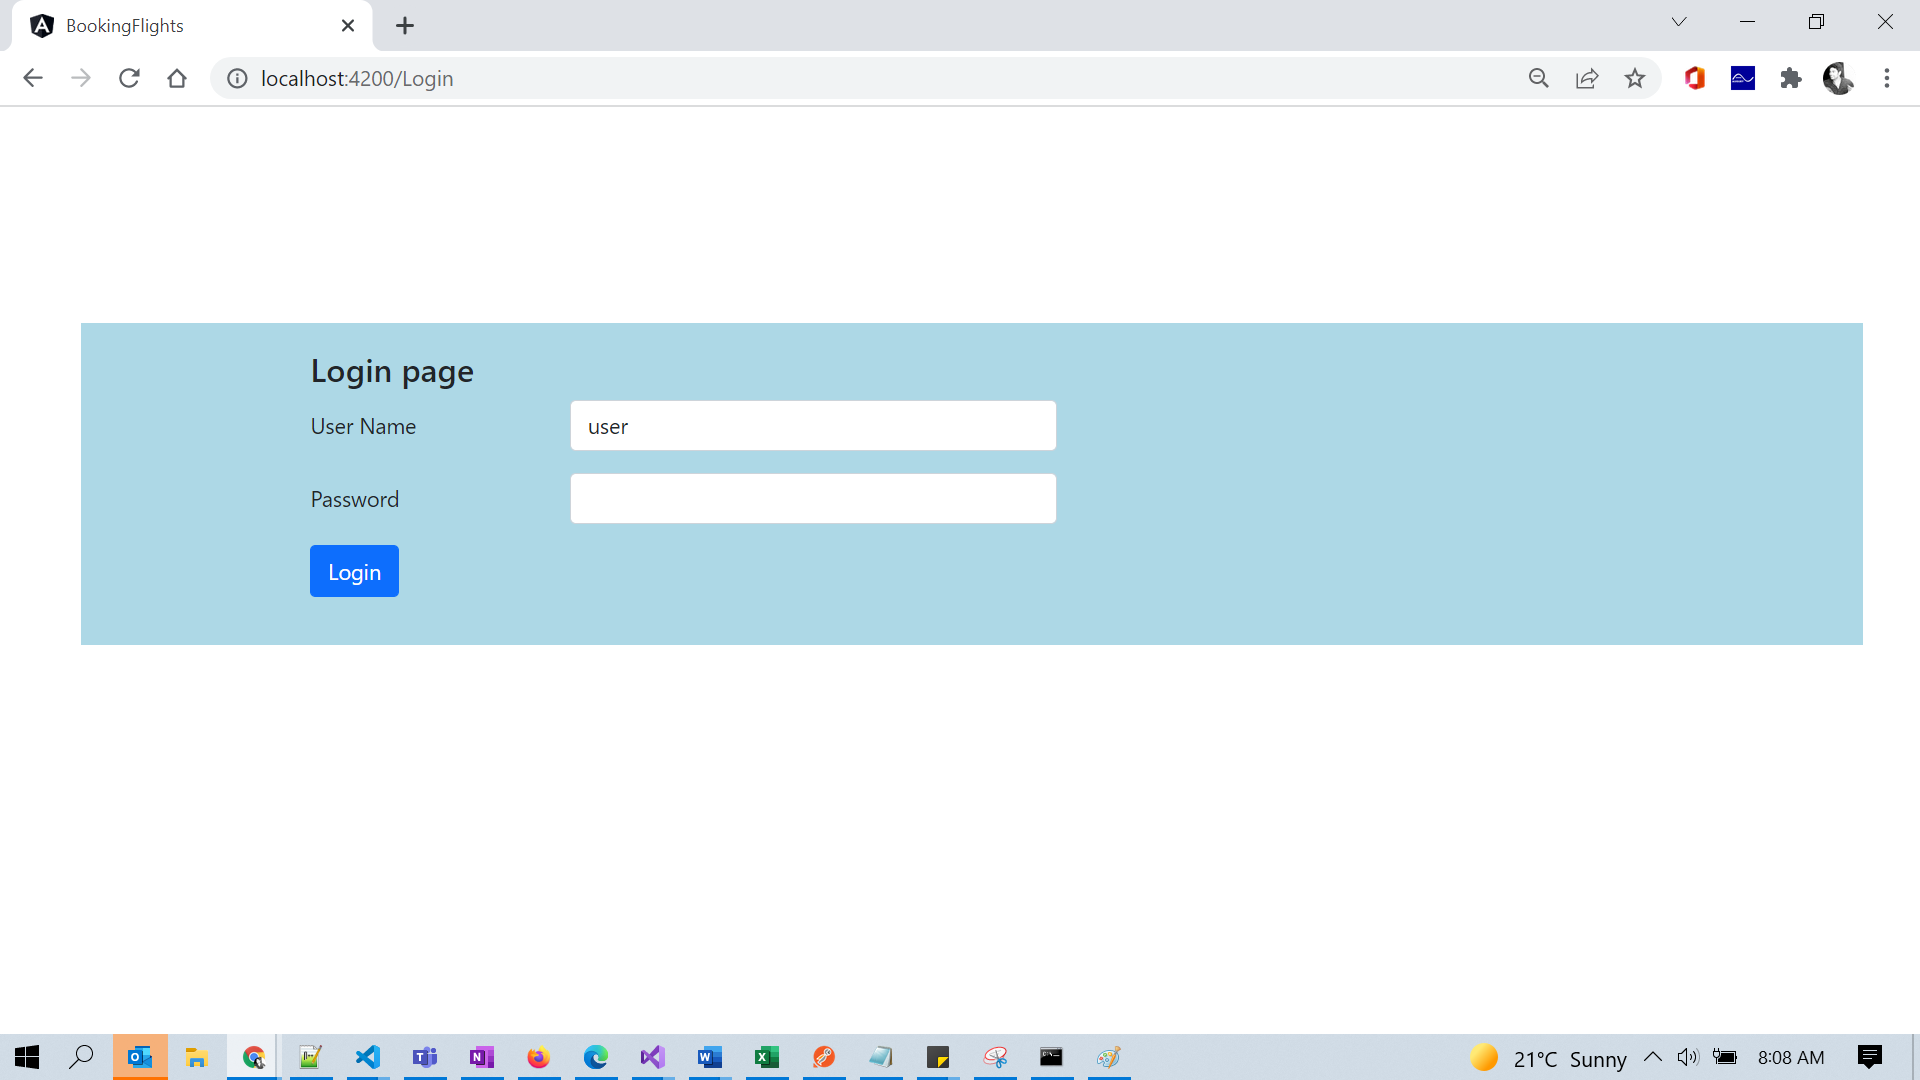 BookingFlights
localhost:4200/Login
Login page
User Name
user
Password
Login
21°C Sunny
8:08 AM